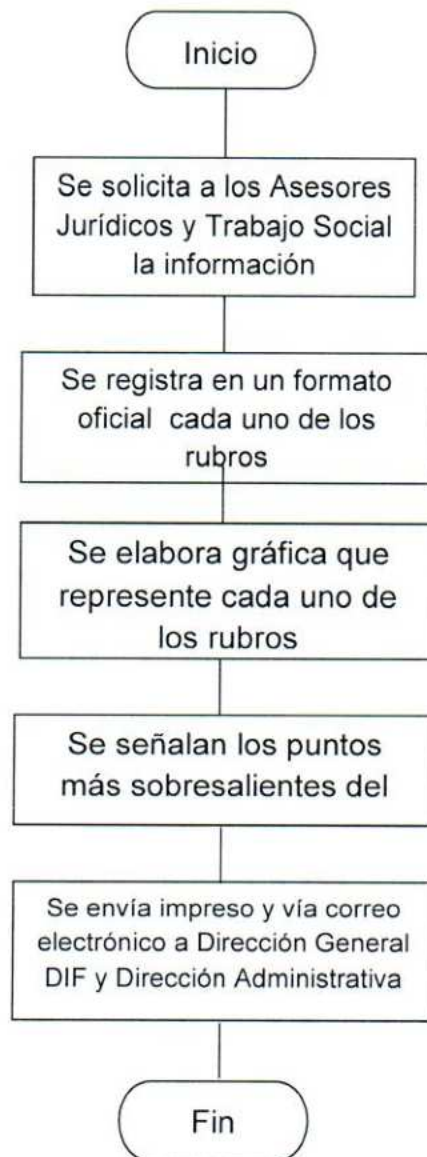 Inicio
Se solicita a los Asesores
Jurídicos y Trabajo Social
la información
Se registra en un formato
oficial cada uno de los
rubros
Se elabora gráfica que
represente cada uno de
los rubros
Se señalan los puntos
más sobresalientes del
Se envía impreso y vía correo
electrónico a Dirección General
DIF y Dirección Administrativa
Fin